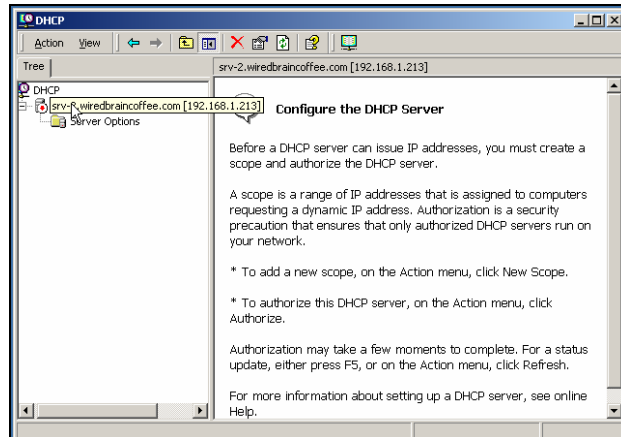 DHCP
Action View
Tree
srv-2.wiredbraincoffee.com [192.168.1.213]
DHCP
srv-2.wiredbraincoffee.com [192.168.1.213]
Server Options
Configure the DHCP Server
Before a DHCP server can issue IP addresses, you must create a
scope and authorize the DHCP server.
A scope is a range of IP addresses that is assigned to computers
requesting a dynamic IP address. Authorization is a security
precaution that ensures that only authorized DHCP servers run on
your network.
* To add a new scope, on the Action menu, click New Scope.
* To authorize this DHCP server, on the Action menu, click
Authorize.
Authorization may take a few moments to complete. For a status
update, either press F5, or on the Action menu, click Refresh.
For more information about setting up a DHCP server, see online
Help.